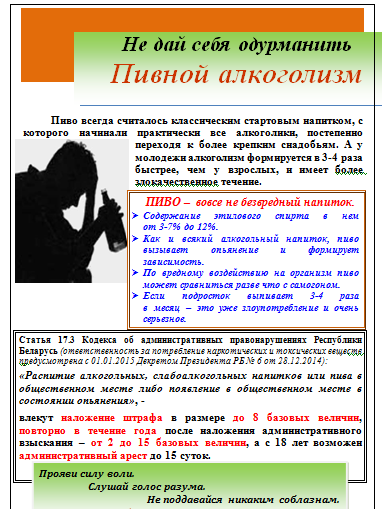 Не дай себя одурманить
Пивной алкоголизм
Пиво всегда считалось классическим стартовым напитком, с
которого начинали практически все алкоголики, постепенно
переходя к более крепким снадобьям. А у
молодежи алкоголизм формируется в 3-4 раза
быстрее, чем у взрослых, и имеет более
злокачественное течение.
ПИВО – вовсе не безвредный напиток.
Содержание этилового спирта в нем
от 3-7% до 12%.
Как и всякий алкогольный напиток, пиво
вызывает опьянение и формирует
зависимость.
По вредному воздействию на организм пиво
может сравниться разве что с самогоном.
Если подросток выпивает 3-4 раза
в месяц – это уже злоупотребление и очень
серьезное.
Статья 17.3 Кодекса об административных правонарушениях Республики
Беларусь (ответственность за потребление наркотических и токсических веществ
предусмотрена с 01.01.2015 Декретом Президента РБ № 6 от 28.12.2014):
«Распитие алкогольных, слабоалкогольных напитков или пива в
общественном месте либо появление в общественном месте в
состоянии опьянения», -
влекут наложение штрафа в размере до 8 базовых величин,
повторно в течение года после наложения административного
взыскания – от 2 до 15 базовых величин, а с 18 лет возможен
административный арест до 15 суток.
Прояви силу воли.
Слушай голос разума.
Не поддавайся никаким соблазнам.